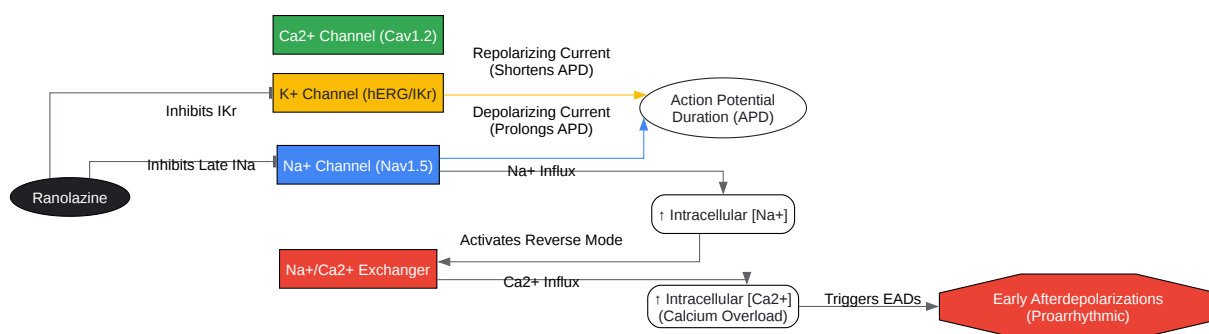 Ca2+ Channel (Cav1.2)
Repolarizing Current
(Shortens APD)
K+ Channel (hERG/IKr)
Inhibits IKr
Action Potential
Duration (APD)
Depolarizing Current
(Prolongs APD)
Inhibits Late INa
Na+ Channel (Nav1.5)
Na+ Influx
Ranolazine
↑ Intracellular [Na+]
Activates Reverse Mode
Na+/Ca2+ Exchanger
Ca2+ Influx
↑ Intracellular [Ca2+]
(Calcium Overload)
Triggers EADs
Early Afterdepolarizations
(Proarrhythmic)